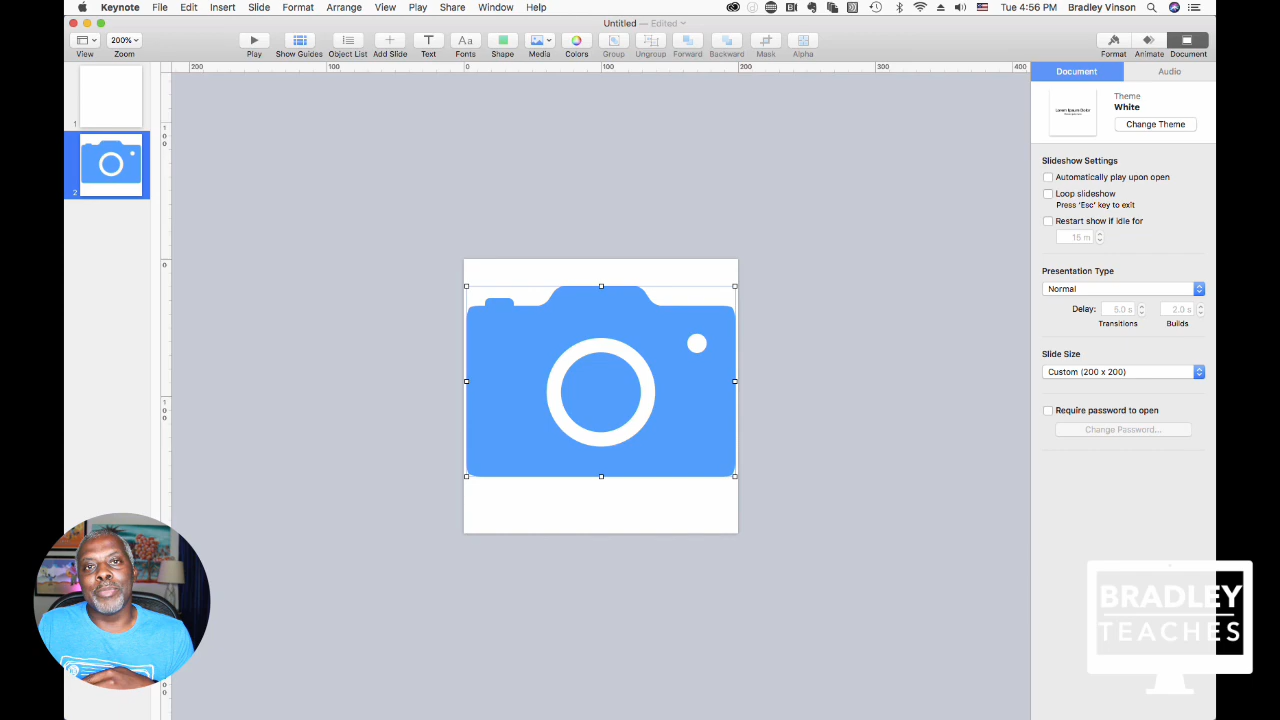 Keynote File Edit Insert Slide Format Arrange View Play Share Window Help
Tue 4:56 PM Bradley Vinson
Untitled — Edited
200%
View Zoom Play Show Guides Object List Add Slide Text Fonts Shape Media Colors Group Ungroup Forward Backward Mask Alpha Format Animate Document
200 100 0 100 200 300 400
Document Audio
Theme
White
Change Theme
Slideshow Settings
Automatically play upon open
Loop slideshow
Press 'Esc' key to exit
Restart show if idle for
15 m
Presentation Type
Normal
Delay: 5.0 s 2.0 s
Transitions Builds
Slide Size
Custom (200 x 200)
Require password to open
Change Password...
1
2
100
0
100
BRADLEY
TEACHES